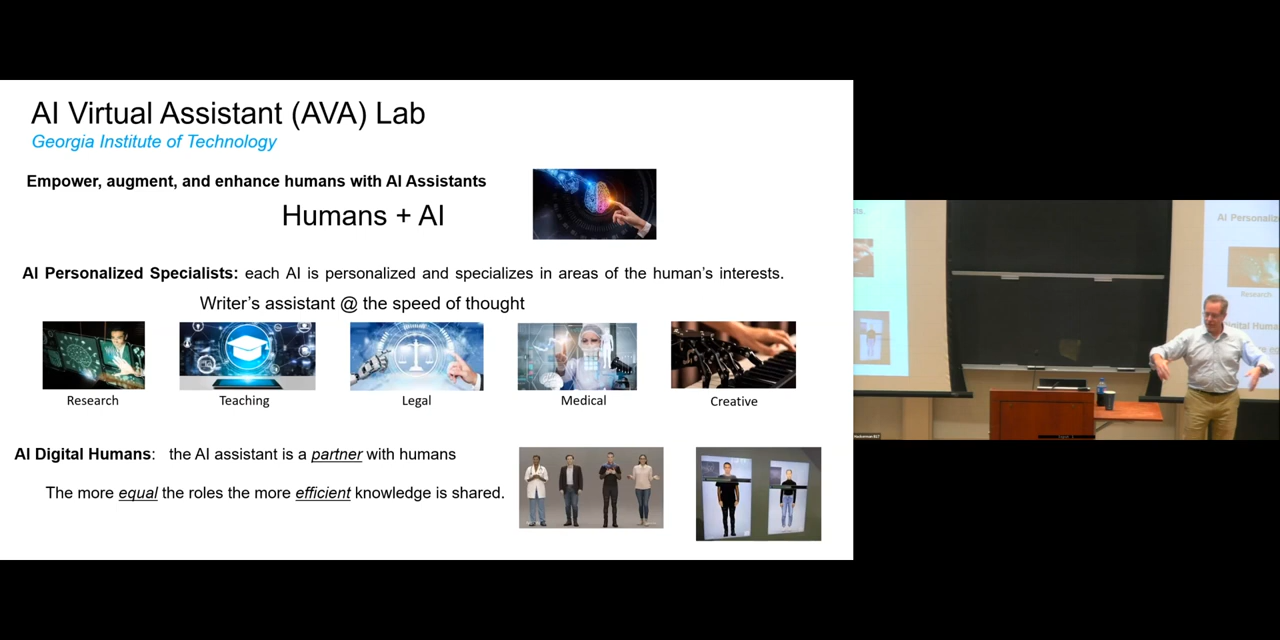 AI Virtual Assistant (AVA) Lab
Georgia Institute of Technology
Empower, augment, and enhance humans with AI Assistants
Humans + AI
AI Personalized Specialists: each AI is personalized and specializes in areas of the human's interests.
Writer's assistant @ the speed of thought
Research
Teaching
Legal
Medical
Creative
AI Digital Humans: the AI assistant is a partner with humans
The more equal the roles the more efficient knowledge is shared.
AI Personaliz
Research